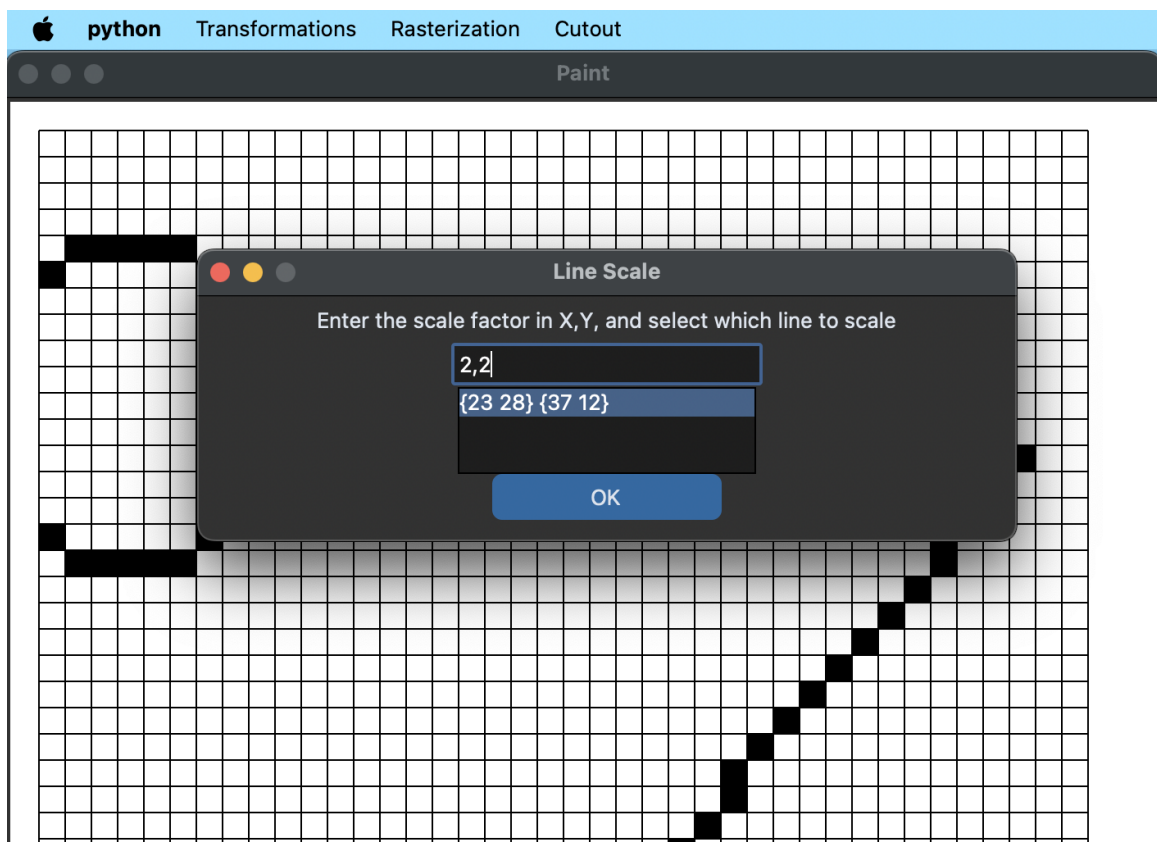 python Transformations Rasterization Cutout
Paint
Line Scale
Enter the scale factor in X,Y, and select which line to scale
2,2
{23 28} {37 12}
OK